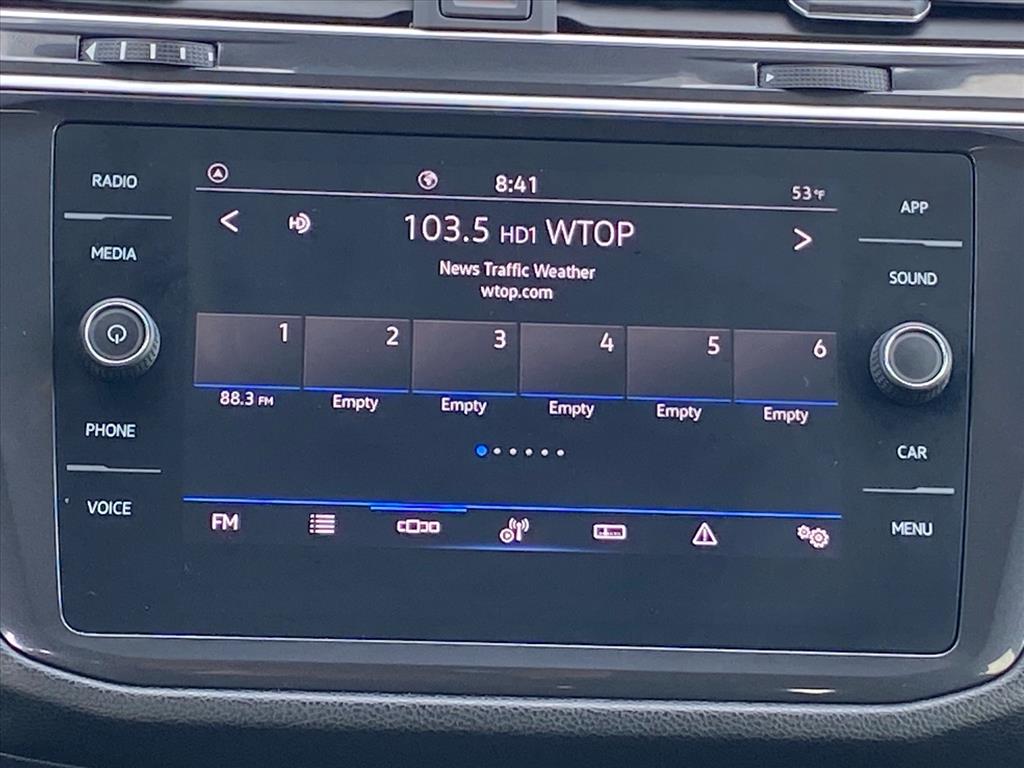 RADIO
MEDIA
PHONE
VOICE
8:41
53°F
HD
103.5 HD1 WTOP
News Traffic Weather
wtop.com
1 2 3 4 5 6
88.3 FM Empty Empty Empty Empty Empty
FM
APP
SOUND
CAR
MENU